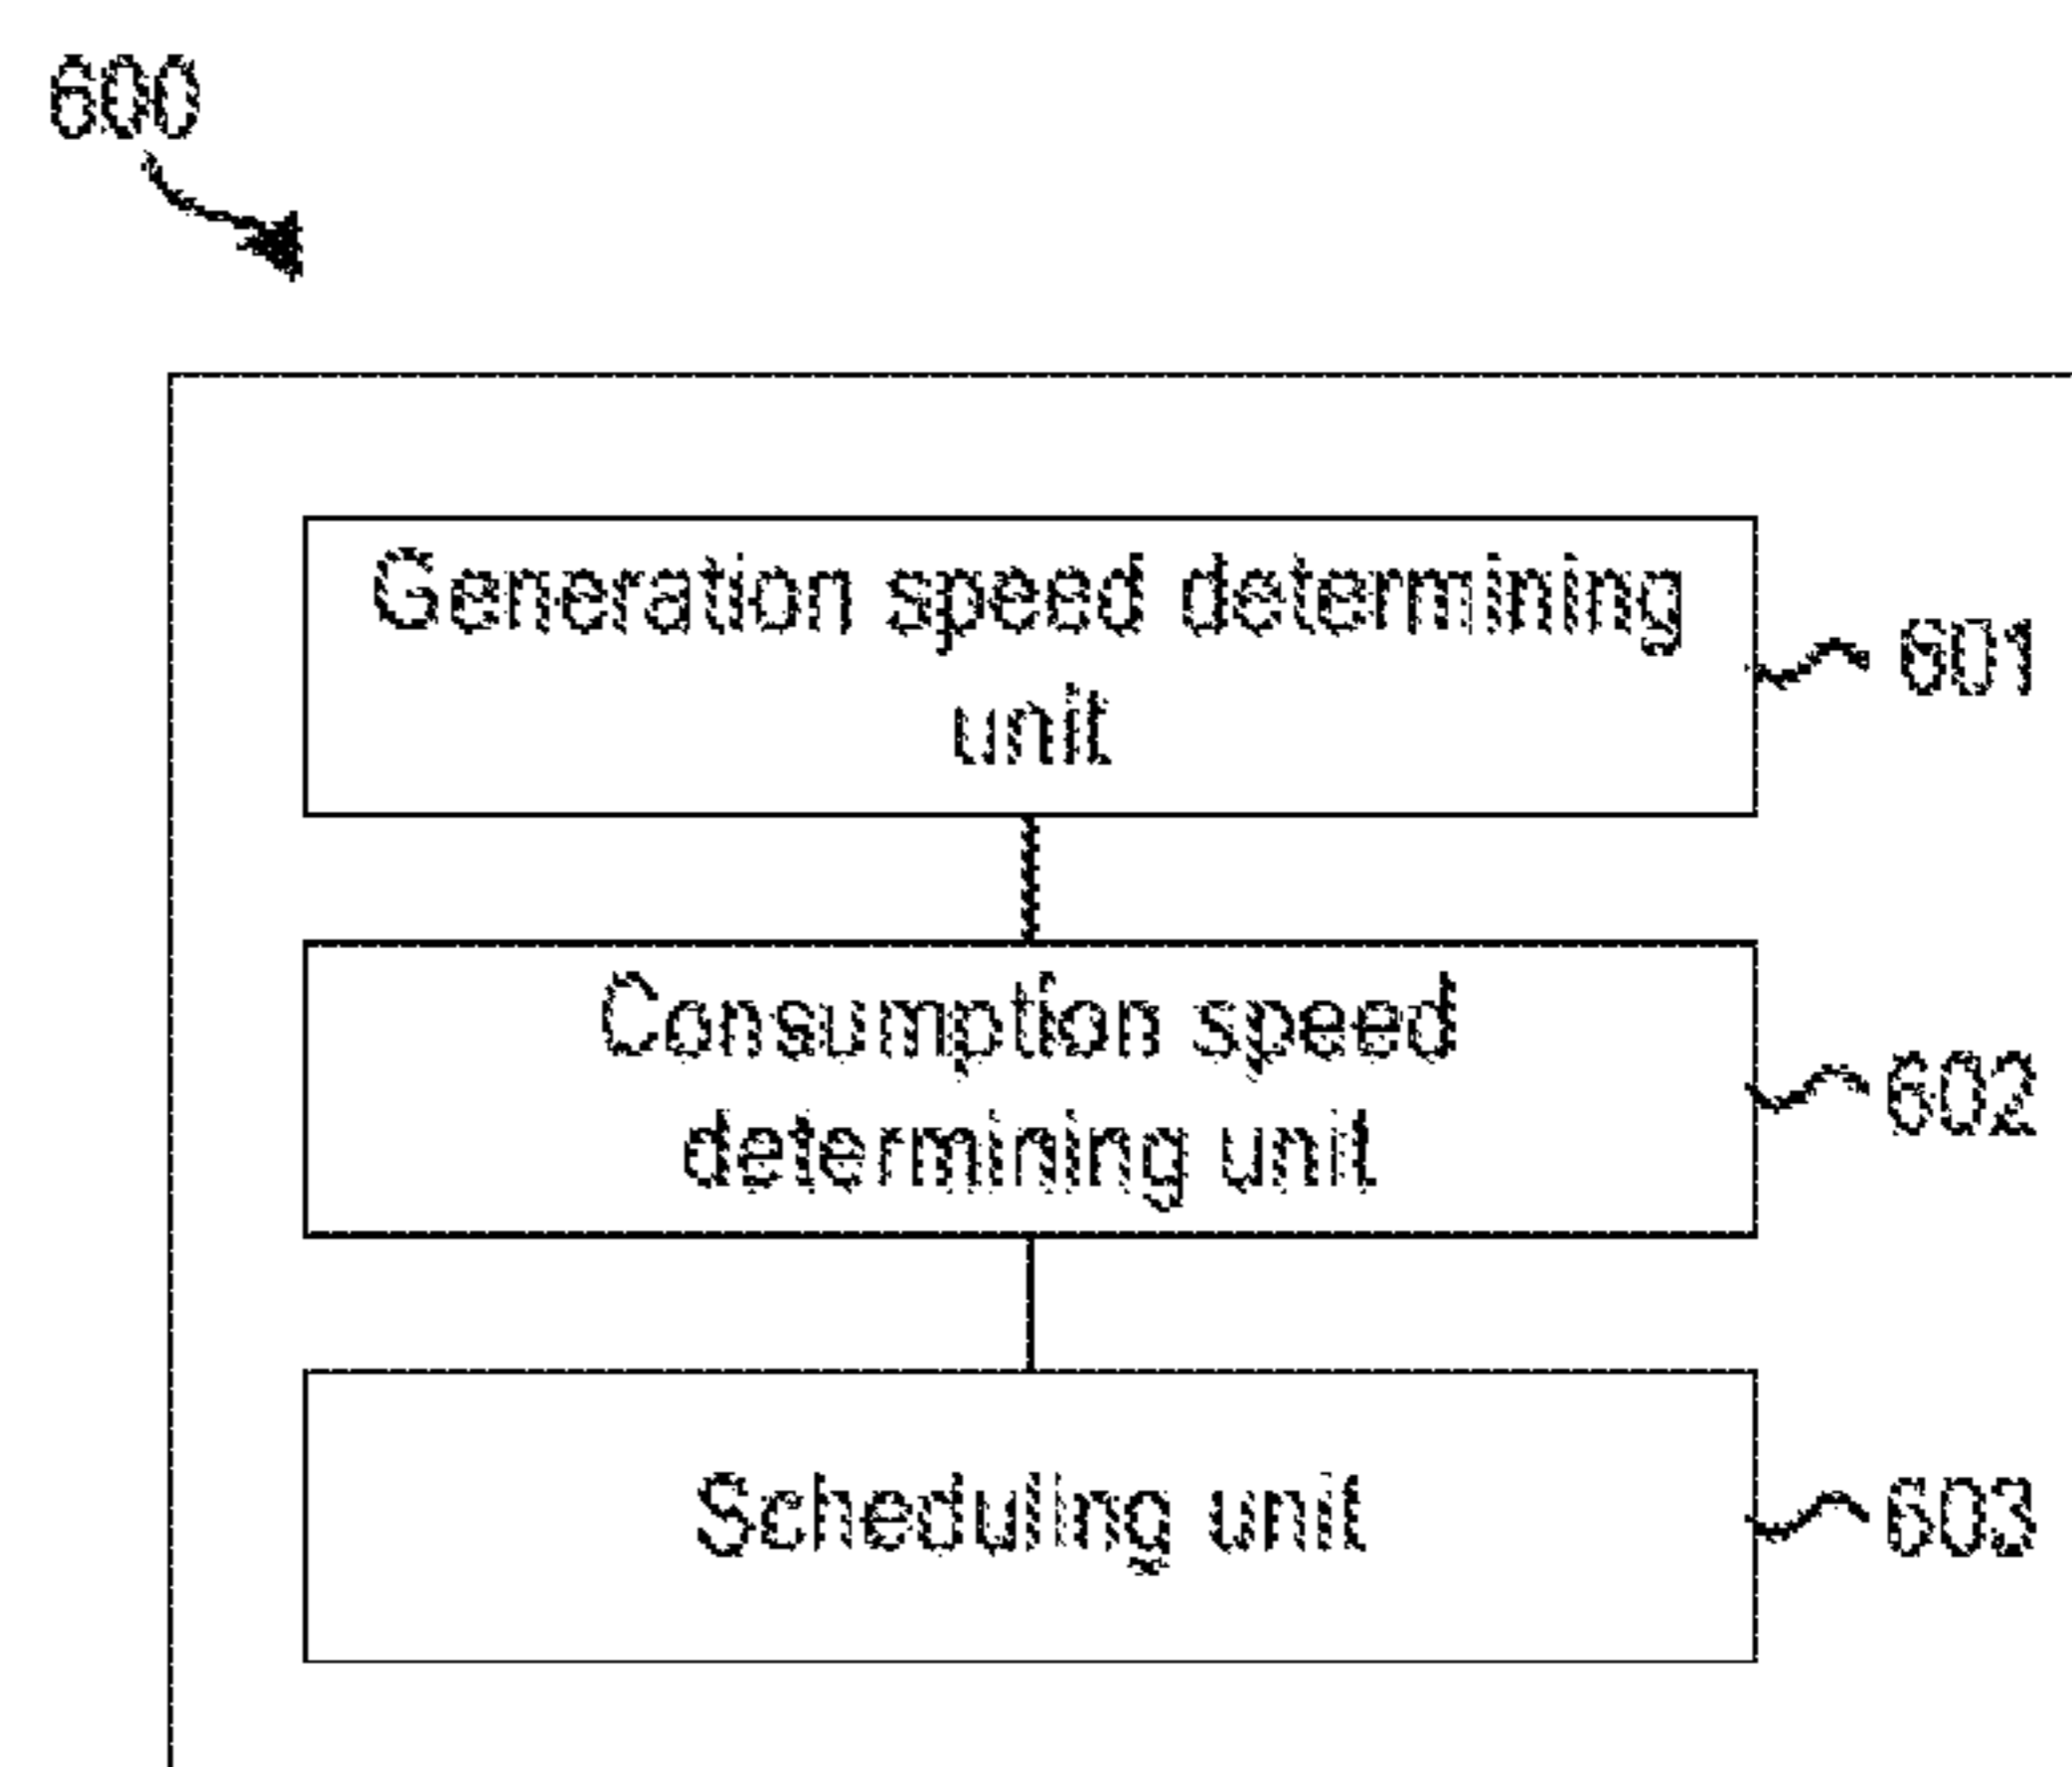 600
Generation speed determining
unit
601
Consumption speed
determining unit
602
Scheduling unit
603